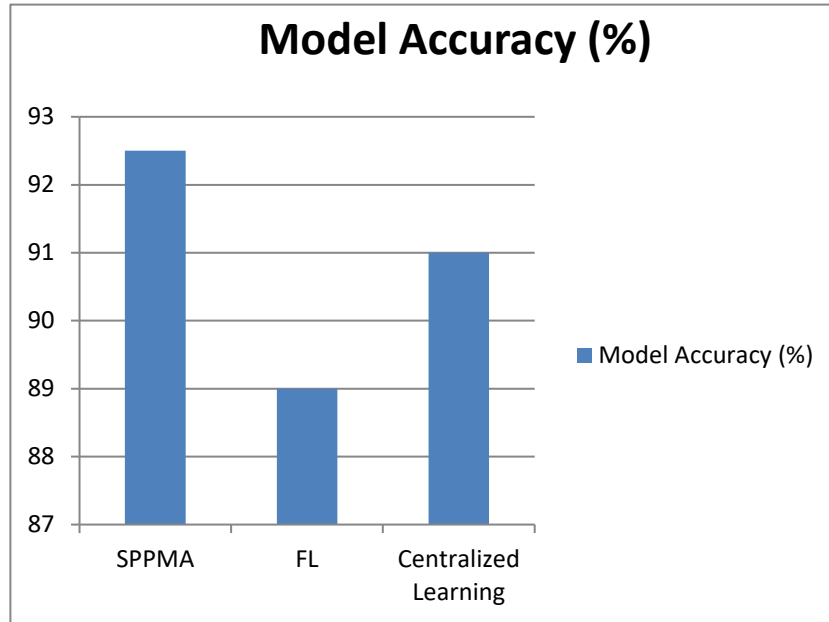 Model Accuracy (%)
93
92
91
90
89
88
87
SPPMA
FL
Centralized
Learning
Model Accuracy (%)